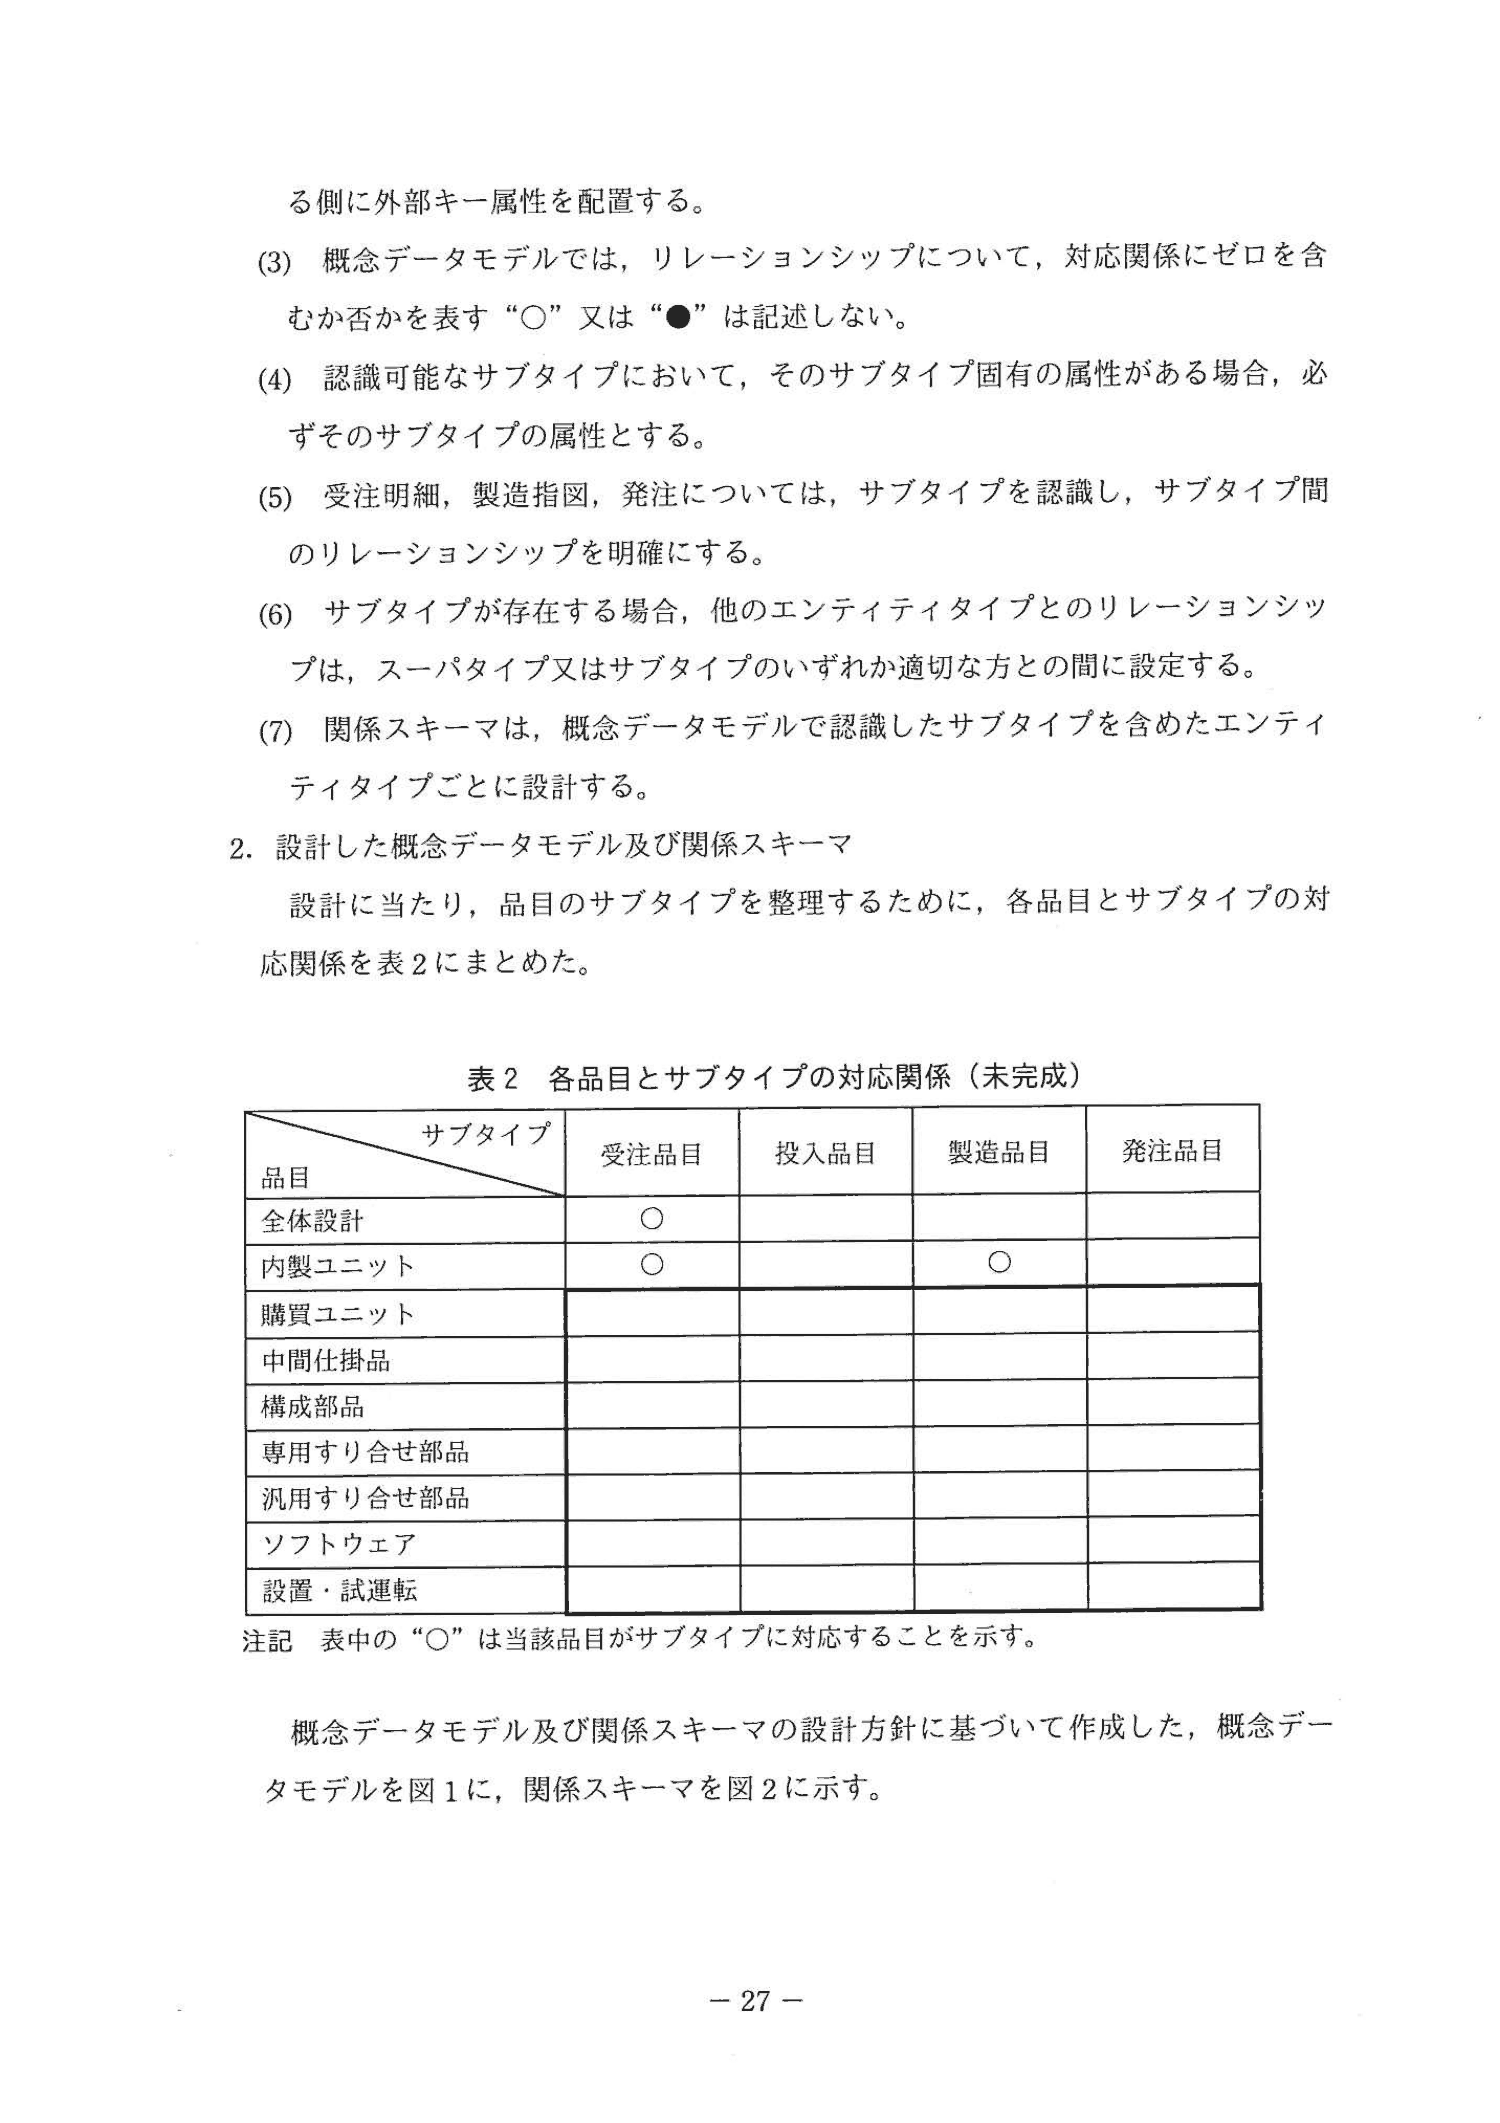 る側に外部キー属性を配置する。
(3) 概念データモデルでは，リレーションシップについて，対応関係にゼロを含
むか否かを表す“○”又は“●”は記述しない。
(4) 認識可能なサブタイプにおいて，そのサブタイプ固有の属性がある場合，必
ずそのサブタイプの属性とする。
(5) 受注明細，製造指図，発注については，サブタイプを認識し，サブタイプ間
のリレーションシップを明確にする。
(6) サブタイプが存在する場合，他のエンティティタイプとのリレーションシッ
プは，スーパタイプ又はサブタイプのいずれか適切な方との間に設定する。
(7) 関係スキーマは，概念データモデルで認識したサブタイプを含めたエンティ
ティタイプごとに設計する。
2．設計した概念データモデル及び関係スキーマ
設計に当たり，品目のサブタイプを整理するために，各品目とサブタイプの対
応関係を表2にまとめた。
表2 各品目とサブタイプの対応関係（未完成）
サブタイプ
品目
受注品目 投入品目 製造品目 発注品目
全体設計 ○
内製ユニット ○ ○
購買ユニット
中間仕掛品
構成部品
専用すり合せ部品
汎用すり合せ部品
ソフトウェア
設置・試運転
注記 表中の“○”は当該品目がサブタイプに対応することを示す。
概念データモデル及び関係スキーマの設計方針に基づいて作成した，概念デー
タモデルを図1に，関係スキーマを図2に示す。
－ 27 －